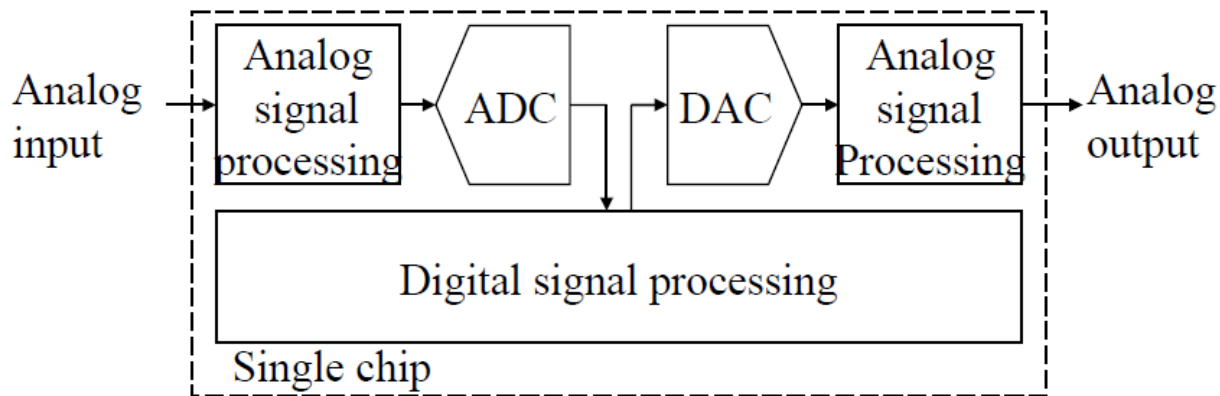 Analog
input
Analog
signal
processing
ADC
DAC
Analog
signal
Processing
Analog
output
Digital signal processing
Single chip